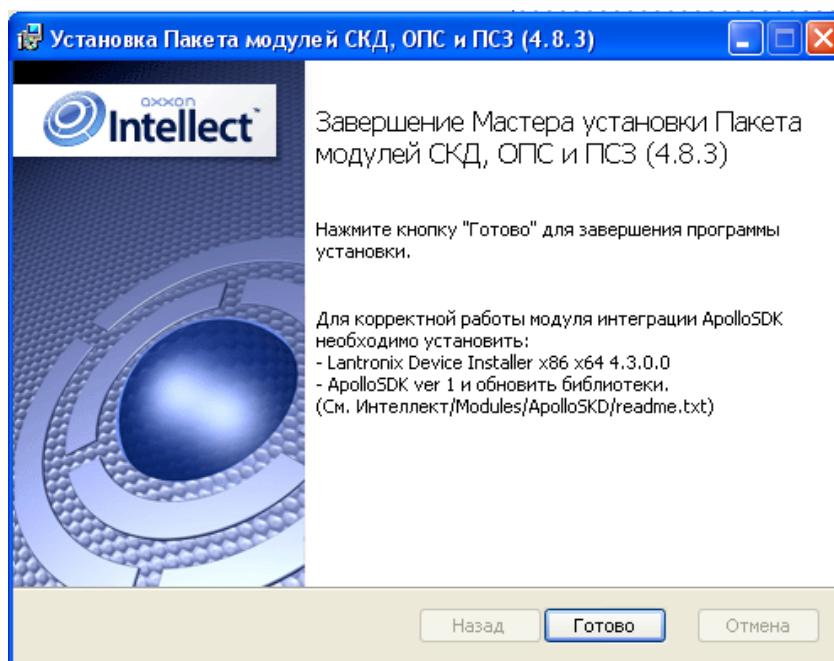 Установка Пакета модулей СКД, ОПС и ПСЗ (4.8.3)
axxon
Intellect™
Завершение Мастера установки Пакета
модулей СКД, ОПС и ПСЗ (4.8.3)
Нажмите кнопку "Готово" для завершения программы
установки.
Для корректной работы модуля интеграции ApolloSDK
необходимо установить:
- Lantronix Device Installer x86 x64 4.3.0.0
- ApolloSDK ver 1 и обновить библиотеки.
(См. Интеллект/Modules/ApolloSKD/readme.txt)
Назад
Готово
Отмена